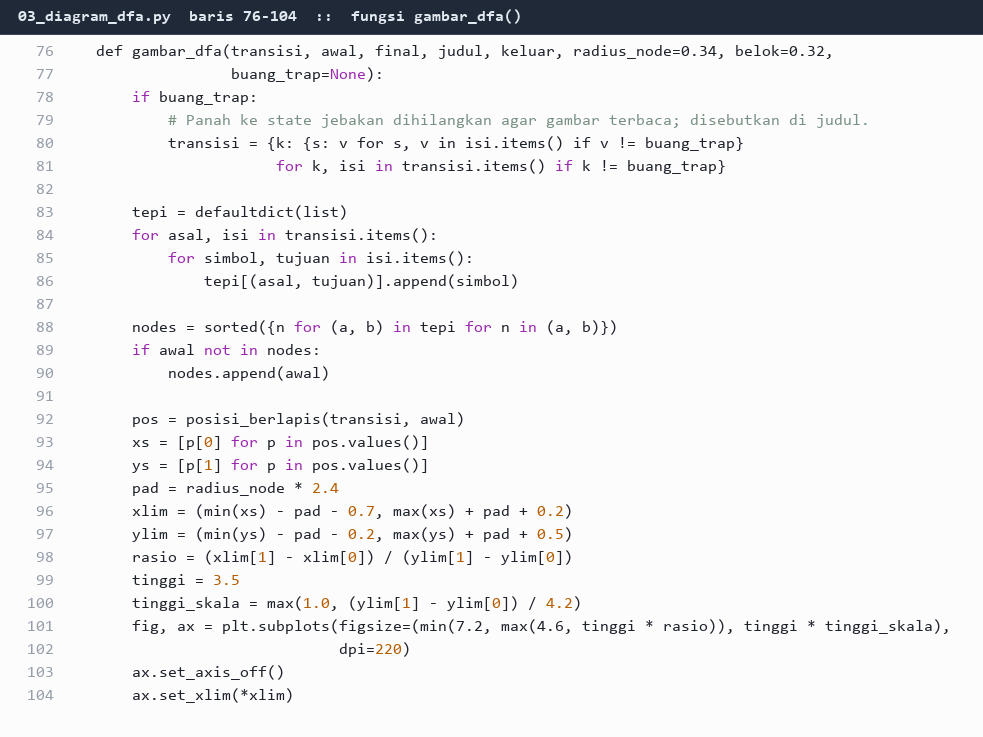 03_diagram_dfa.py  baris 76-104  ::  fungsi gambar_dfa()
76    def gambar_dfa(transisi, awal, final, judul, keluar, radius_node=0.34, belok=0.32,
77                   buang_trap=None):
78        if buang_trap:
79            # Panah ke state jebakan dihilangkan agar gambar terbaca; disebutkan di judul.
80            transisi = {k: {s: v for s, v in isi.items() if v != buang_trap}
81                        for k, isi in transisi.items() if k != buang_trap}
82
83        tepi = defaultdict(list)
84        for asal, isi in transisi.items():
85            for simbol, tujuan in isi.items():
86                tepi[(asal, tujuan)].append(simbol)
87
88        nodes = sorted({n for (a, b) in tepi for n in (a, b)})
89        if awal not in nodes:
90            nodes.append(awal)
91
92        pos = posisi_berlapis(transisi, awal)
93        xs = [p[0] for p in pos.values()]
94        ys = [p[1] for p in pos.values()]
95        pad = radius_node * 2.4
96        xlim = (min(xs) - pad - 0.7, max(xs) + pad + 0.2)
97        ylim = (min(ys) - pad - 0.2, max(ys) + pad + 0.5)
98        rasio = (xlim[1] - xlim[0]) / (ylim[1] - ylim[0])
99        tinggi = 3.5
100        tinggi_skala = max(1.0, (ylim[1] - ylim[0]) / 4.2)
101        fig, ax = plt.subplots(figsize=(min(7.2, max(4.6, tinggi * rasio)), tinggi * tinggi_skala),
102                               dpi=220)
103        ax.set_axis_off()
104        ax.set_xlim(*xlim)